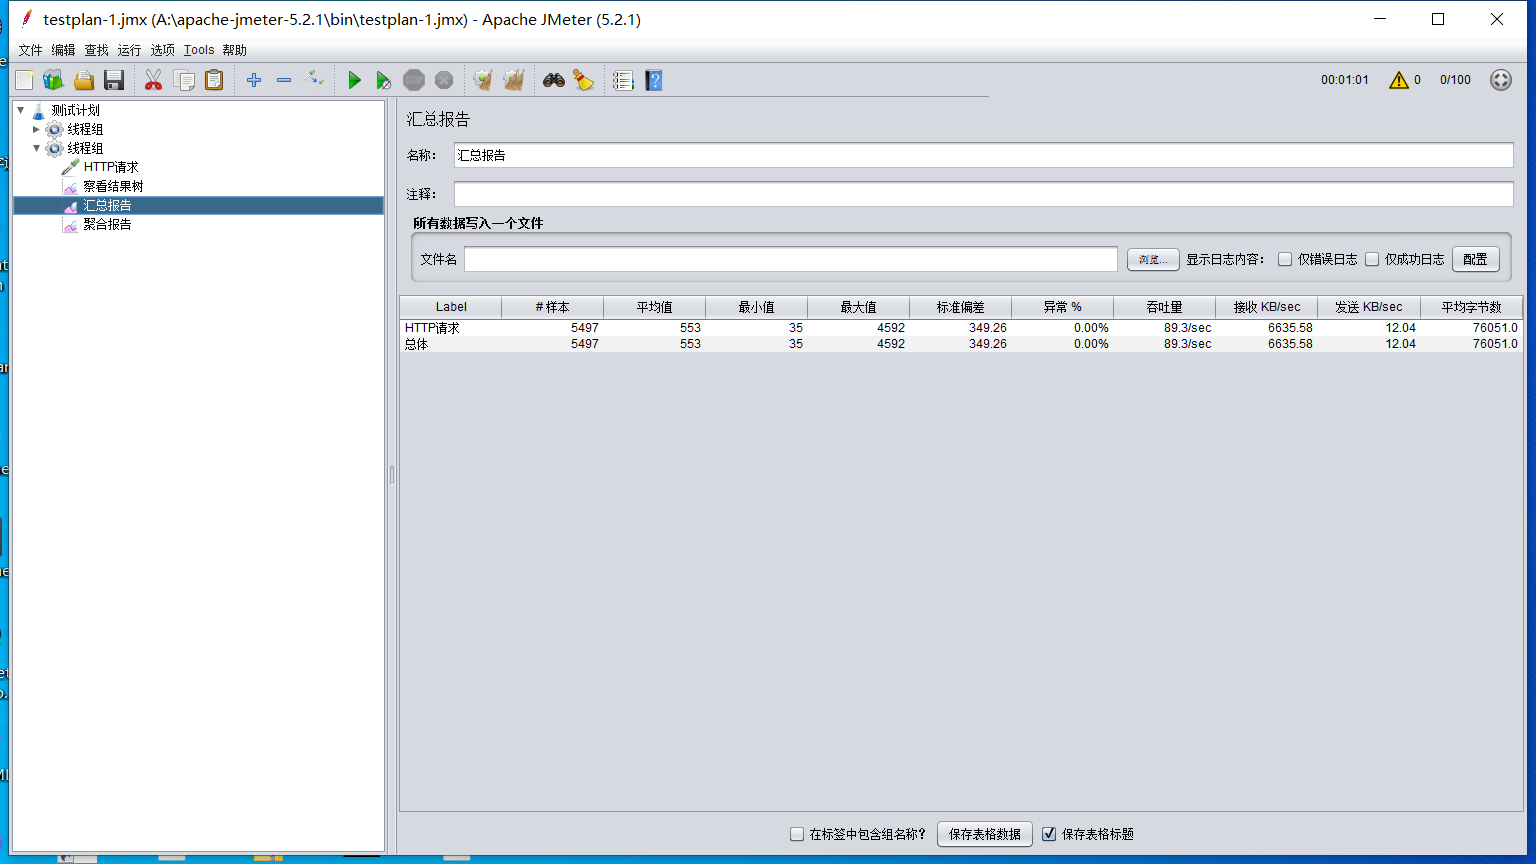 testplan-1.jmx (A:\apache-jmeter-5.2.1\bin\testplan-1.jmx) - Apache JMeter (5.2.1)
文件 编辑 查找 运行 选项 Tools 帮助
STOP 00:01:01 0 0/100
测试计划
线程组
线程组
HTTP请求
察看结果树
汇总报告
聚合报告
汇总报告
名称： 汇总报告
注释：
所有数据写入一个文件
文件名 浏览... 显示日志内容： 仅错误日志 仅成功日志 配置
Label # 样本 平均值 最小值 最大值 标准偏差 异常 % 吞吐量 接收 KB/sec 发送 KB/sec 平均字节数
HTTP请求 5497 553 35 4592 349.26 0.00% 89.3/sec 6635.58 12.04 76051.0
总体 5497 553 35 4592 349.26 0.00% 89.3/sec 6635.58 12.04 76051.0
在标签中包含组名称？ 保存表格数据 保存表格标题